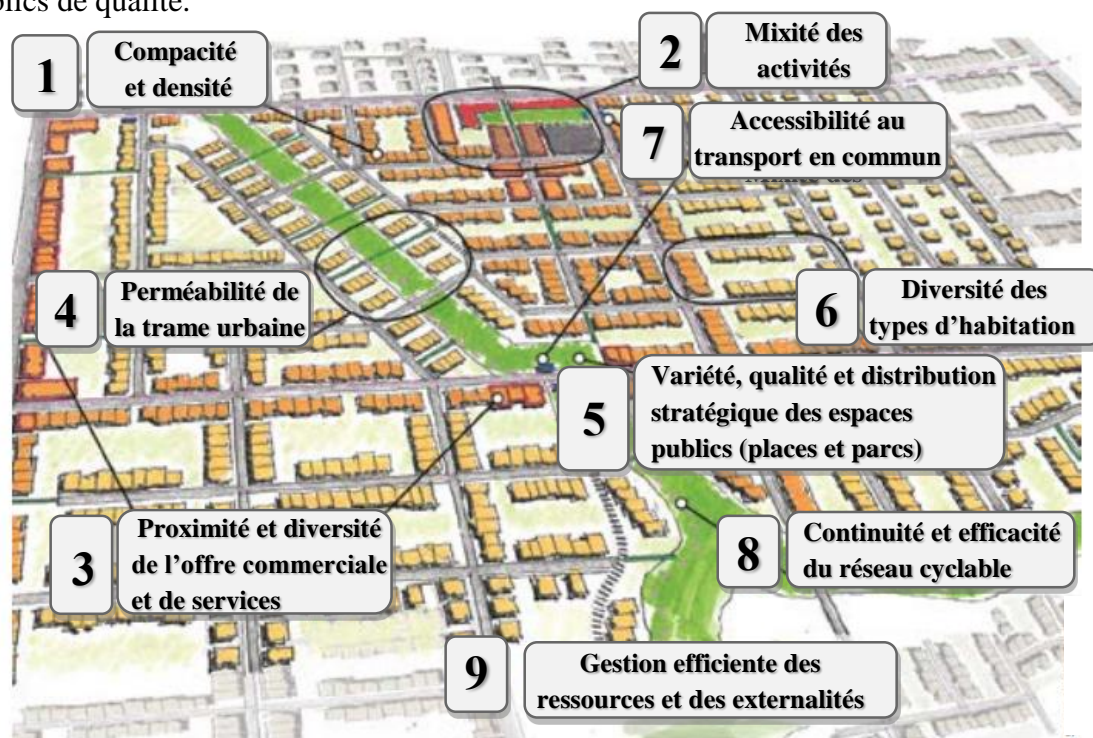 blics de qualité.
1
Compacité
et densité
2
Mixité des
activités
7
Accessibilité au
transport en commun
4
Perméabilité de
la trame urbaine
6
Diversité des
types d’habitation
5
Variété, qualité et distribution
stratégique des espaces
publics (places et parcs)
3
Proximité et diversité
de l’offre commerciale
et de services
8
Continuité et efficacité
du réseau cyclable
9
Gestion efficiente des
ressources et des externalités